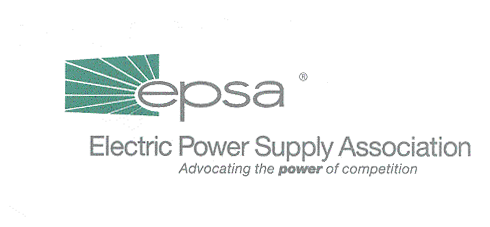 epsa ®
Electric Power Supply Association
Advocating the power of competition